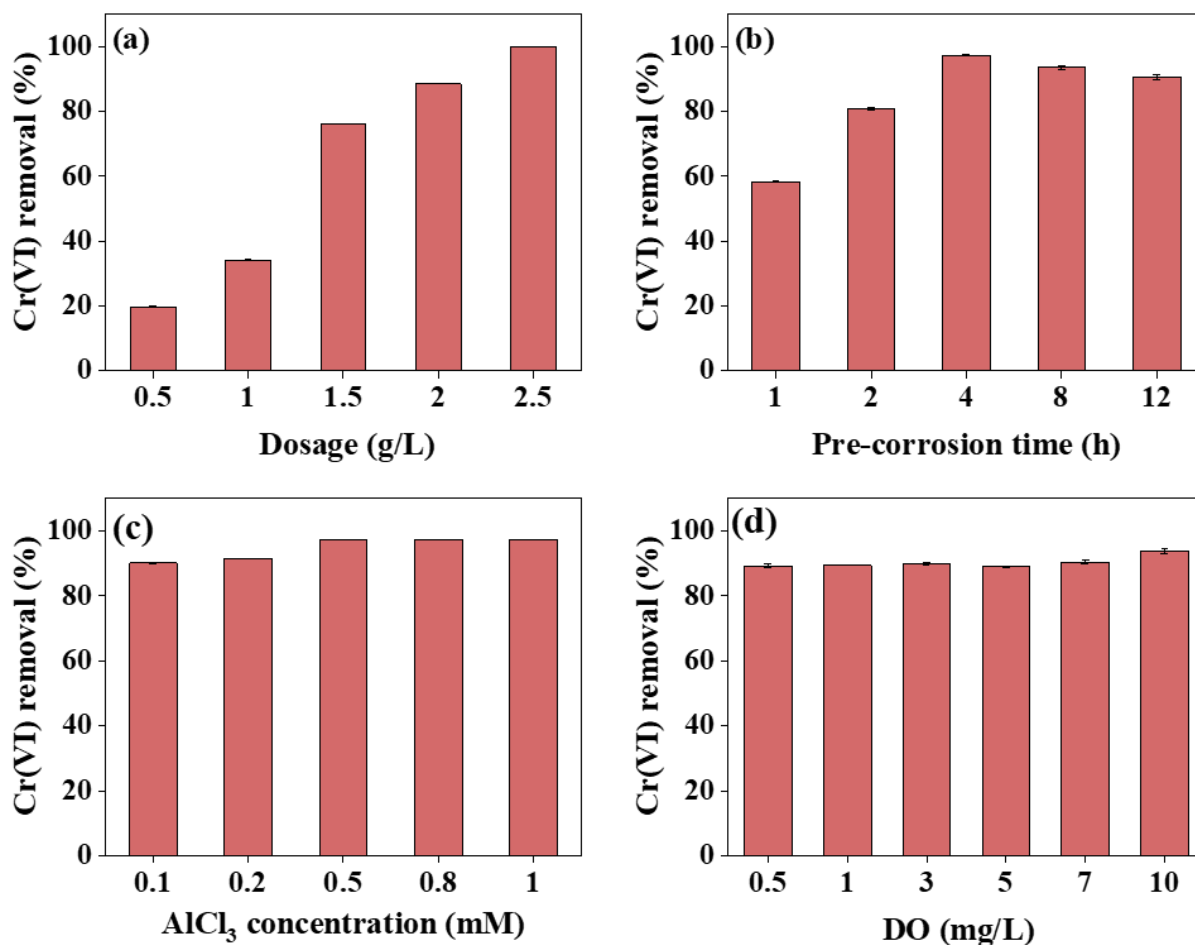 (a)
Cr(VI) removal (%)
100
80
60
40
20
0
0.5 1 1.5 2 2.5
Dosage (g/L)
(b)
Cr(VI) removal (%)
100
80
60
40
20
0
1 2 4 8 12
Pre-corrosion time (h)
(c)
Cr(VI) removal (%)
100
80
60
40
20
0
0.1 0.2 0.5 0.8 1
AlCl₃ concentration (mM)
(d)
Cr(VI) removal (%)
100
80
60
40
20
0
0.5 1 3 5 7 10
DO (mg/L)